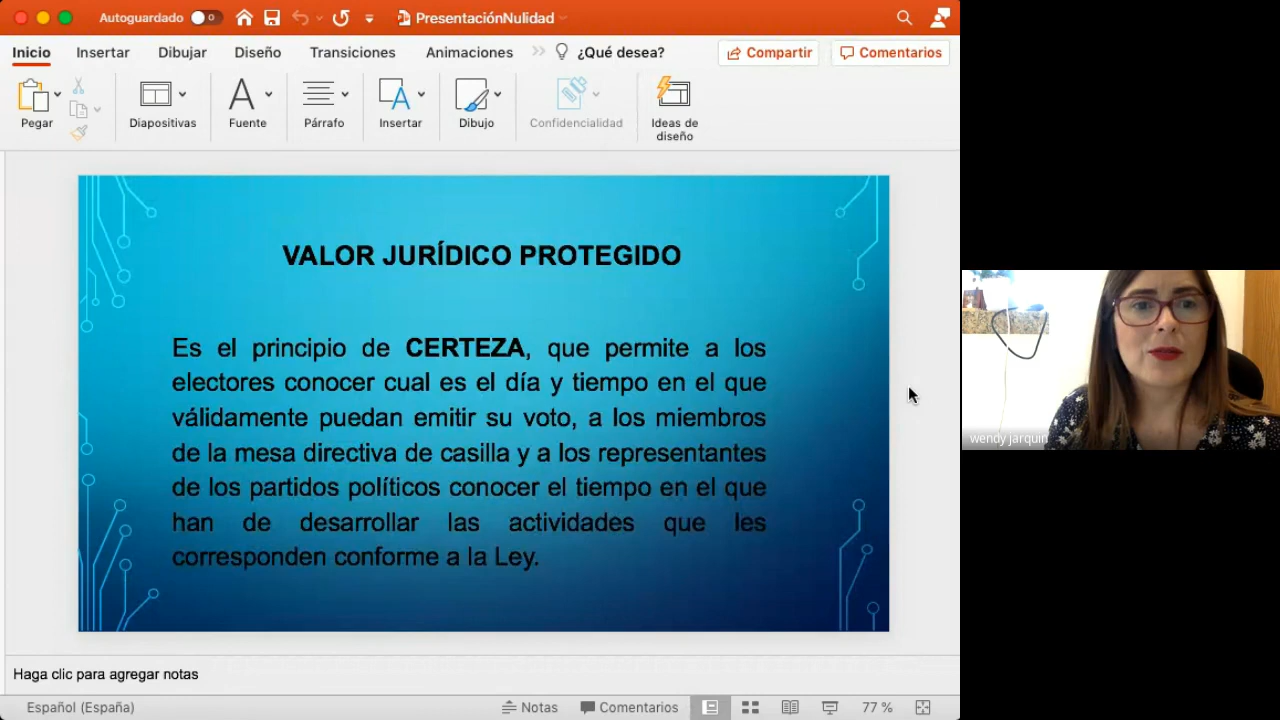 Autoguardado
PresentaciónNulidad
Inicio
Insertar
Dibujar
Diseño
Transiciones
Animaciones
¿Qué desea?
Compartir
Comentarios
Pegar
Diapositivas
Fuente
Párrafo
Insertar
Dibujo
Confidencialidad
Ideas de
diseño
VALOR JURÍDICO PROTEGIDO
Es el principio de CERTEZA, que permite a los
electores conocer cual es el día y tiempo en el que
válidamente puedan emitir su voto, a los miembros
de la mesa directiva de casilla y a los representantes
de los partidos políticos conocer el tiempo en el que
han de desarrollar las actividades que les
corresponden conforme a la Ley.
wendy jarquin
Haga clic para agregar notas
Español (España)
Notas
Comentarios
77 %